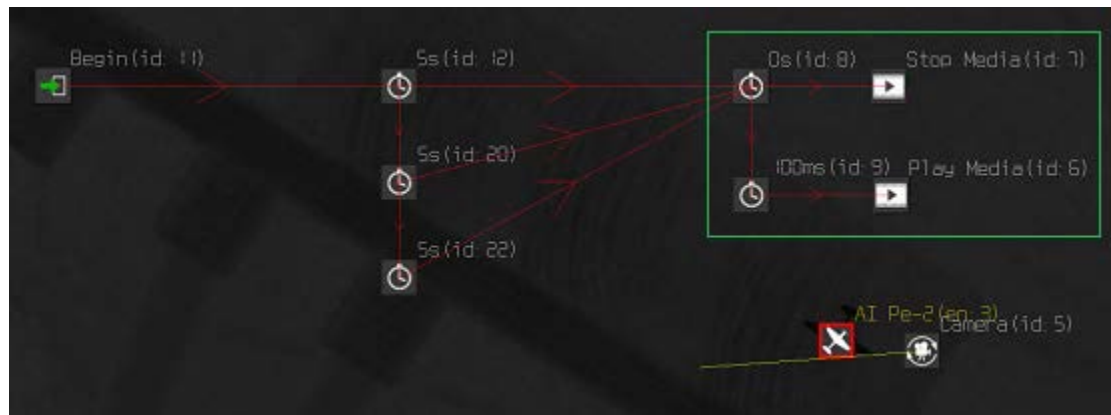 Begin(id: 11)
5s(id: 12)
0s(id: 8)
Stop Media(id: 7)
5s(id: 20)
100ms(id: 9)
Play Media(id: 6)
5s(id: 22)
AI Pe-2(en: 3)
Camera(id: 5)